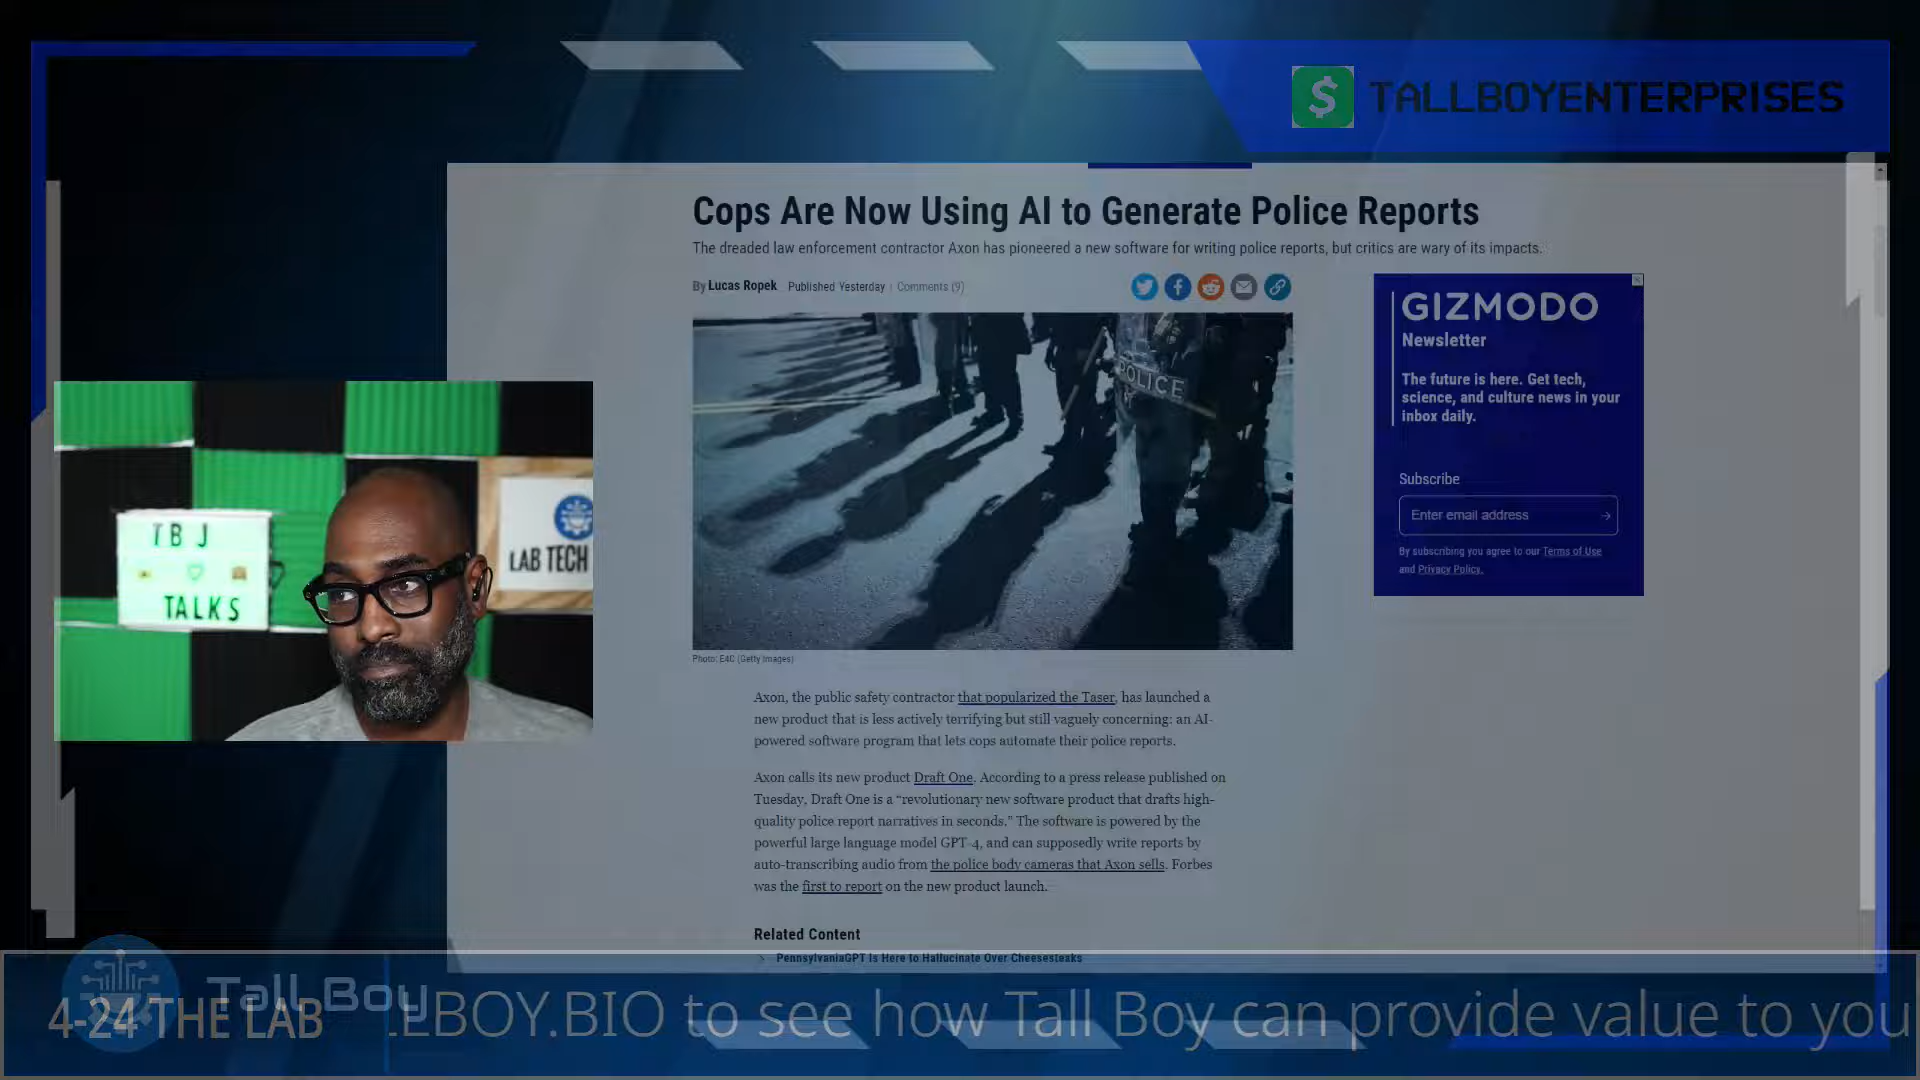 $ TALLBOYENTERPRISES
Cops Are Now Using AI to Generate Police Reports
The dreaded law enforcement contractor Axon has pioneered a new software for writing police reports, but critics are wary of its impacts.
By Lucas Ropek Published Yesterday | Comments (9)
POLICE
Photo: E4C (Getty Images)
GIZMODO
Newsletter
The future is here. Get tech,
science, and culture news in your
inbox daily.
Subscribe
Enter email address →
By subscribing you agree to our Terms of Use
and Privacy Policy.
TBJ
TALKS
LAB TECH
Axon, the public safety contractor that popularized the Taser, has launched a
new product that is less actively terrifying but still vaguely concerning: an AI-
powered software program that lets cops automate their police reports.
Axon calls its new product Draft One. According to a press release published on
Tuesday, Draft One is a “revolutionary new software product that drafts high-
quality police report narratives in seconds.” The software is powered by the
powerful large language model GPT-4, and can supposedly write reports by
auto-transcribing audio from the police body cameras that Axon sells. Forbes
was the first to report on the new product launch.
Related Content
PennsylvaniaGPT Is Here to Hallucinate Over Cheesesteaks
Tall Boy
4-24 THE LAB
LLBOY.BIO to see how Tall Boy can provide value to you